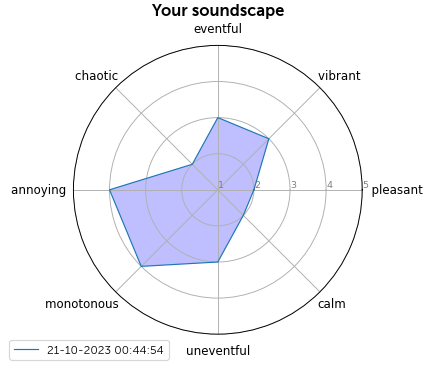 Your soundscape
eventful
chaotic
vibrant
annoying
1 2 3 4 5
pleasant
monotonous
calm
21-10-2023 00:44:54
uneventful